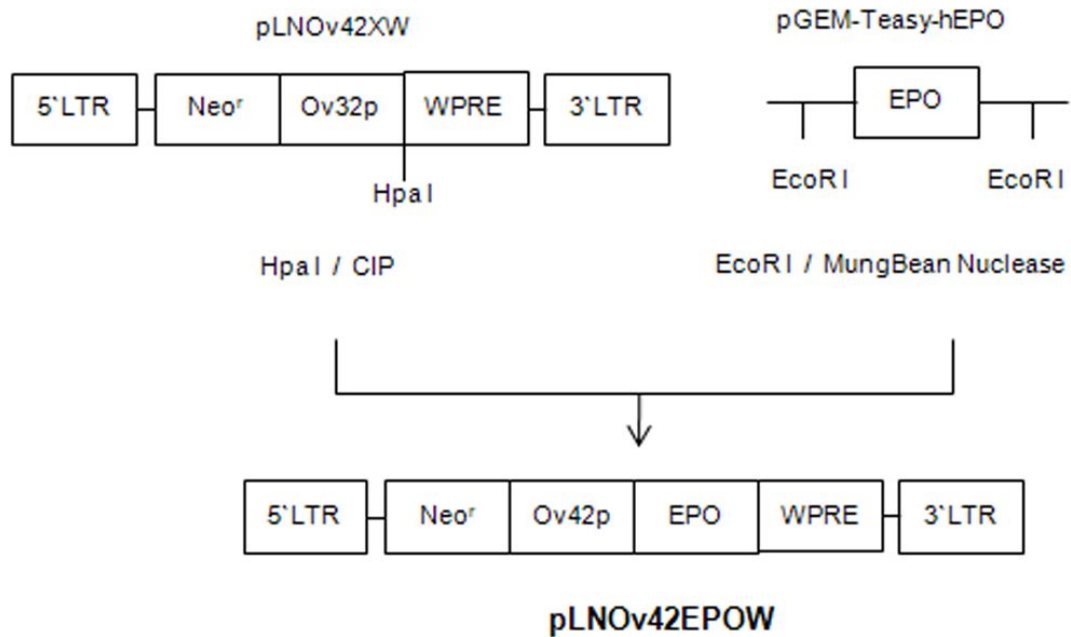 pLNOv42XW
pGEM-Teasy-hEPO
5`LTR
Neoʳ
Ov32p
WPRE
3`LTR
EPO
HpaI
EcoRI
EcoRI
HpaI / CIP
EcoRI / MungBean Nuclease
5`LTR
Neoʳ
Ov42p
EPO
WPRE
3`LTR
pLNOv42EPOW